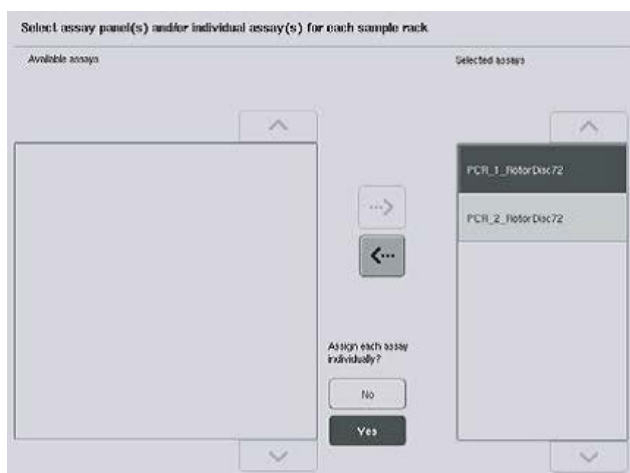 Select assay panel(s) and/or individual assay(s) for each sample rack
Available assays
Selected assays
PCR_1_RotorDisc72
PCR_2_RotorDisc72
Assign each assay
individually?
No
Yes